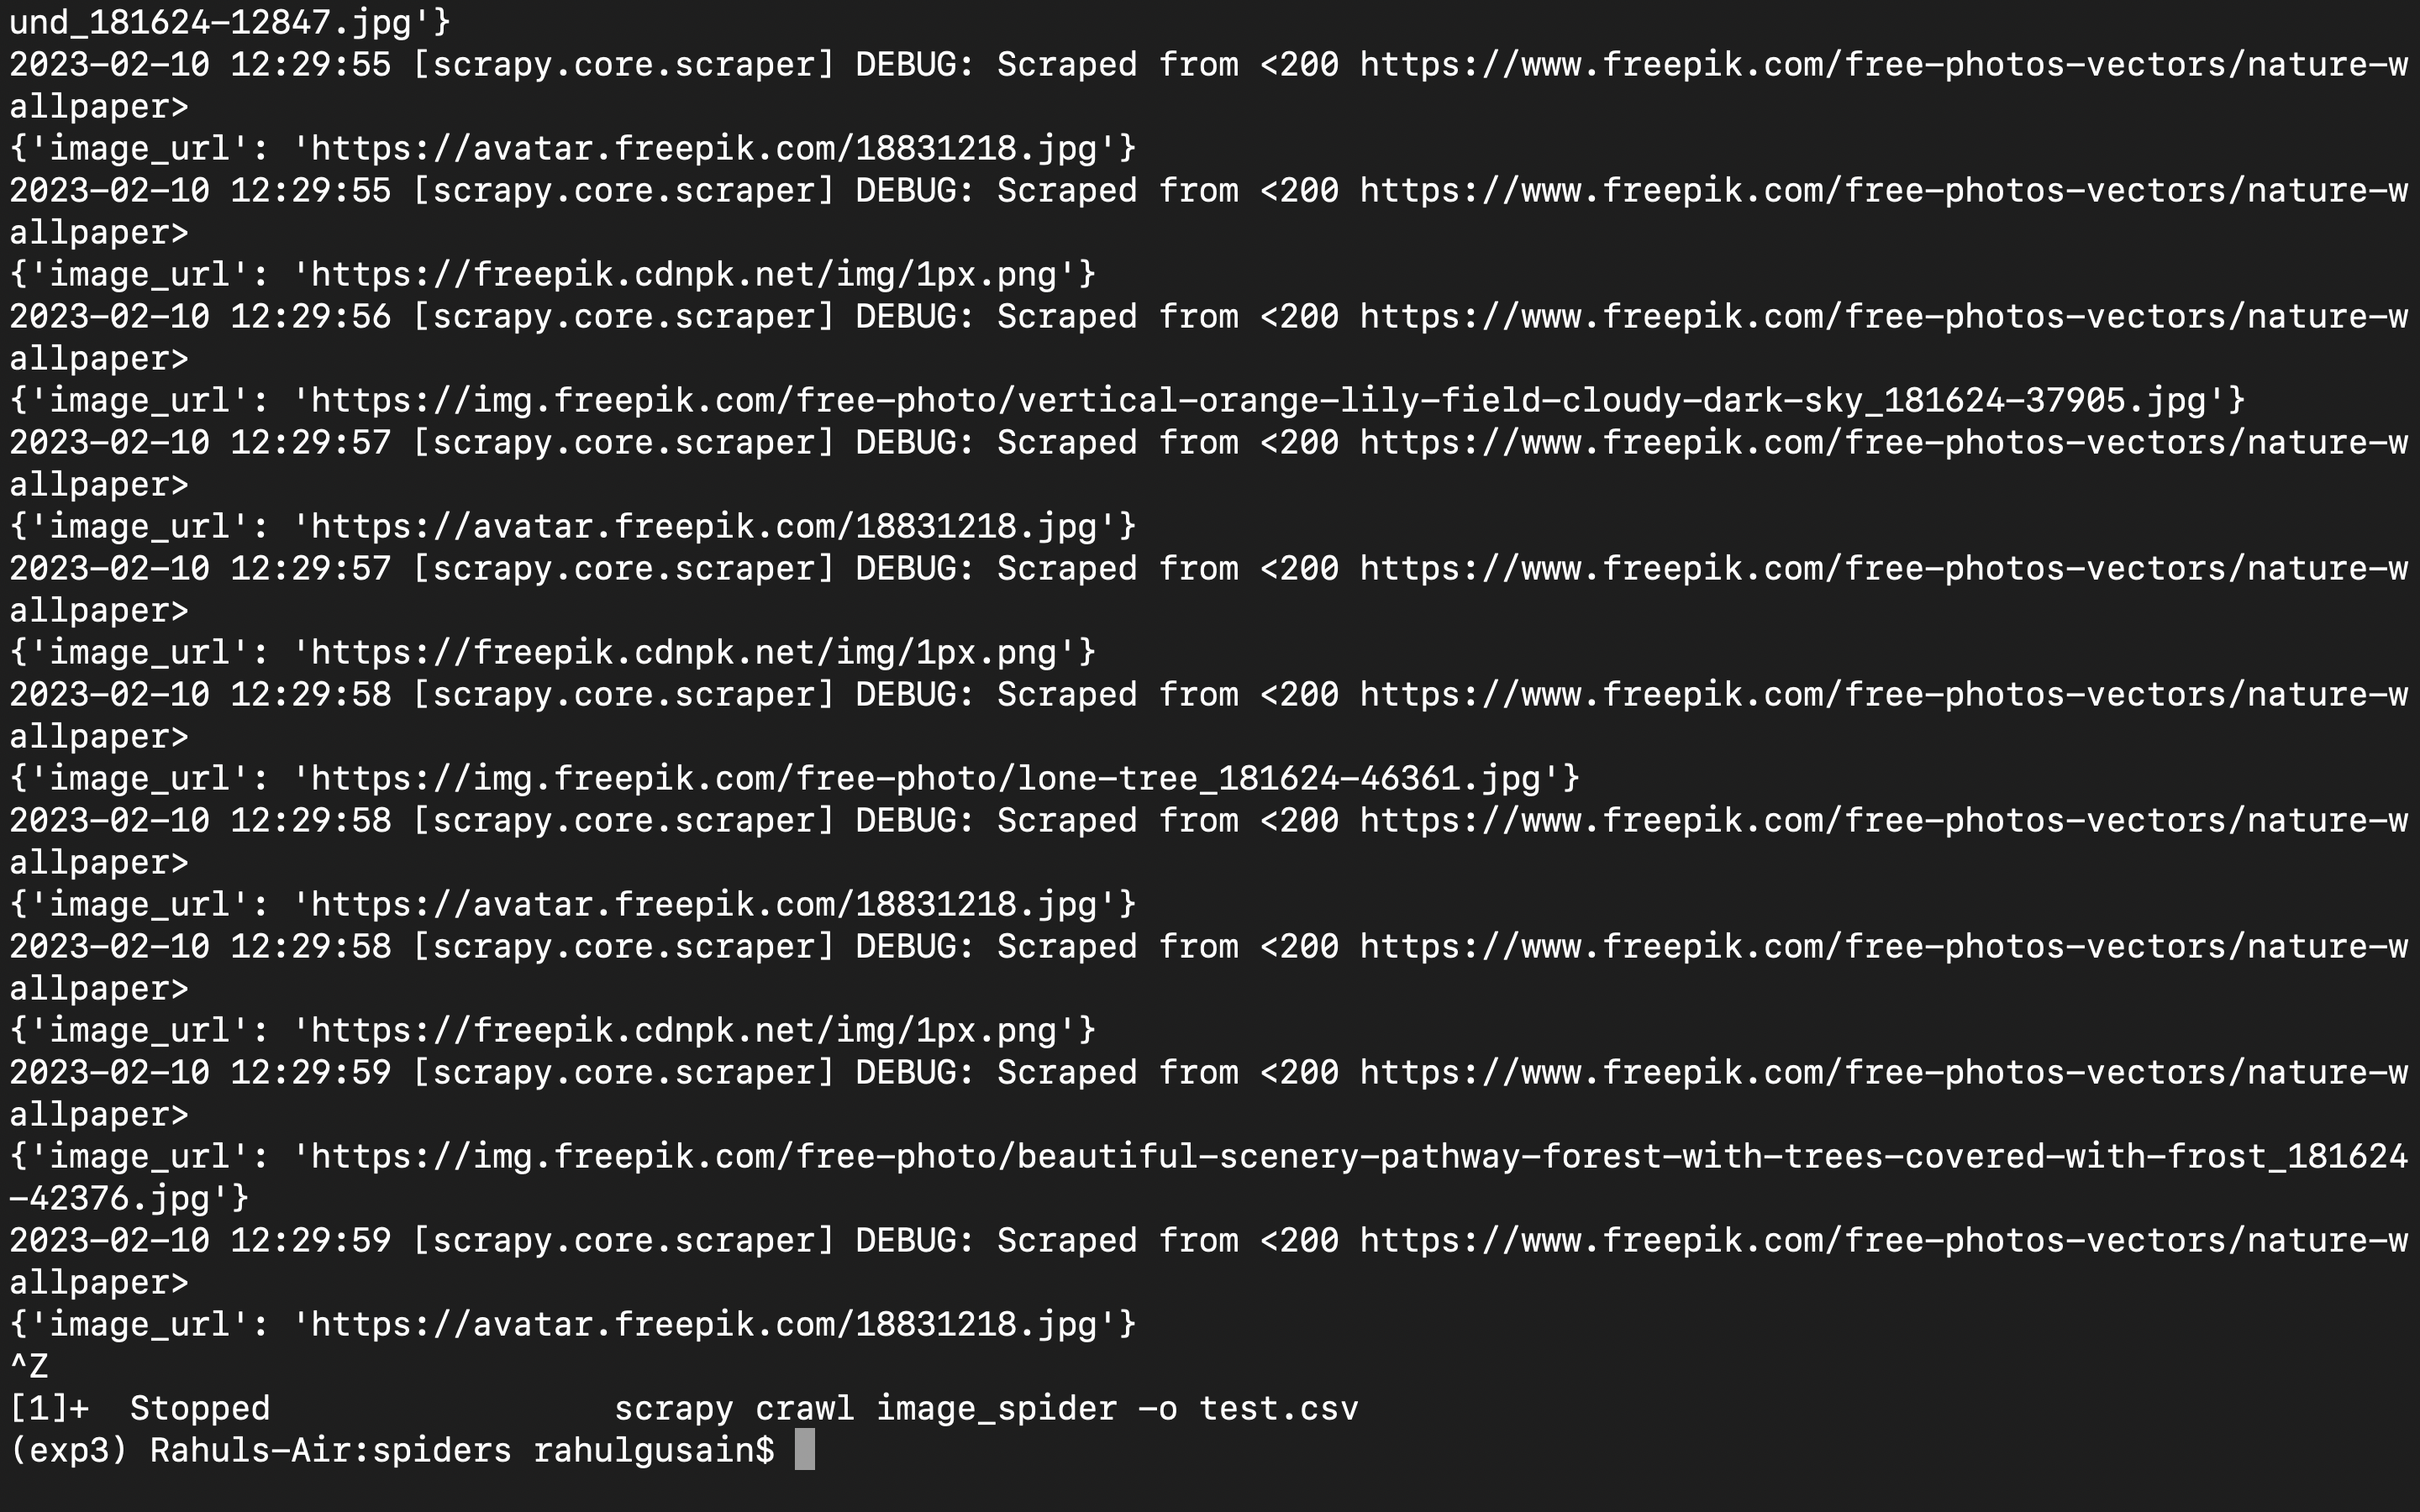 und_181624-12847.jpg'}
2023-02-10 12:29:55 [scrapy.core.scraper] DEBUG: Scraped from <200 https://www.freepik.com/free-photos-vectors/nature-w
allpaper>
{'image_url': 'https://avatar.freepik.com/18831218.jpg'}
2023-02-10 12:29:55 [scrapy.core.scraper] DEBUG: Scraped from <200 https://www.freepik.com/free-photos-vectors/nature-w
allpaper>
{'image_url': 'https://freepik.cdnpk.net/img/1px.png'}
2023-02-10 12:29:56 [scrapy.core.scraper] DEBUG: Scraped from <200 https://www.freepik.com/free-photos-vectors/nature-w
allpaper>
{'image_url': 'https://img.freepik.com/free-photo/vertical-orange-lily-field-cloudy-dark-sky_181624-37905.jpg'}
2023-02-10 12:29:57 [scrapy.core.scraper] DEBUG: Scraped from <200 https://www.freepik.com/free-photos-vectors/nature-w
allpaper>
{'image_url': 'https://avatar.freepik.com/18831218.jpg'}
2023-02-10 12:29:57 [scrapy.core.scraper] DEBUG: Scraped from <200 https://www.freepik.com/free-photos-vectors/nature-w
allpaper>
{'image_url': 'https://freepik.cdnpk.net/img/1px.png'}
2023-02-10 12:29:58 [scrapy.core.scraper] DEBUG: Scraped from <200 https://www.freepik.com/free-photos-vectors/nature-w
allpaper>
{'image_url': 'https://img.freepik.com/free-photo/lone-tree_181624-46361.jpg'}
2023-02-10 12:29:58 [scrapy.core.scraper] DEBUG: Scraped from <200 https://www.freepik.com/free-photos-vectors/nature-w
allpaper>
{'image_url': 'https://avatar.freepik.com/18831218.jpg'}
2023-02-10 12:29:58 [scrapy.core.scraper] DEBUG: Scraped from <200 https://www.freepik.com/free-photos-vectors/nature-w
allpaper>
{'image_url': 'https://freepik.cdnpk.net/img/1px.png'}
2023-02-10 12:29:59 [scrapy.core.scraper] DEBUG: Scraped from <200 https://www.freepik.com/free-photos-vectors/nature-w
allpaper>
{'image_url': 'https://img.freepik.com/free-photo/beautiful-scenery-pathway-forest-with-trees-covered-with-frost_181624
-42376.jpg'}
2023-02-10 12:29:59 [scrapy.core.scraper] DEBUG: Scraped from <200 https://www.freepik.com/free-photos-vectors/nature-w
allpaper>
{'image_url': 'https://avatar.freepik.com/18831218.jpg'}
^Z
[1]+  Stopped                 scrapy crawl image_spider -o test.csv
(exp3) Rahuls-Air:spiders rahulgusain$